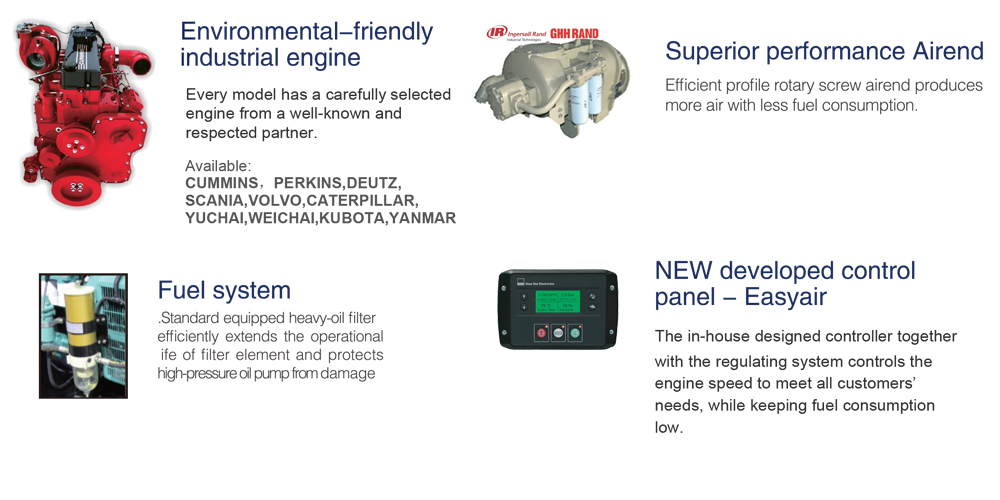 Environmental–friendly
industrial engine
Every model has a carefully selected
engine from a well-known and
respected partner.
Available:
CUMMINS，PERKINS,DEUTZ,
SCANIA,VOLVO,CATERPILLAR,
YUCHAI,WEICHAI,KUBOTA,YANMAR
IR Ingersoll Rand
Industrial Technologies
GHH RAND
Superior performance Airend
Efficient profile rotary screw airend produces
more air with less fuel consumption.
Fuel system
.Standard equipped heavy-oil filter
efficiently extends the operational
ife of filter element and protects
high-pressure oil pump from damage
NEW developed control
panel – Easyair
The in-house designed controller together
with the regulating system controls the
engine speed to meet all customers’
needs, while keeping fuel consumption
low.